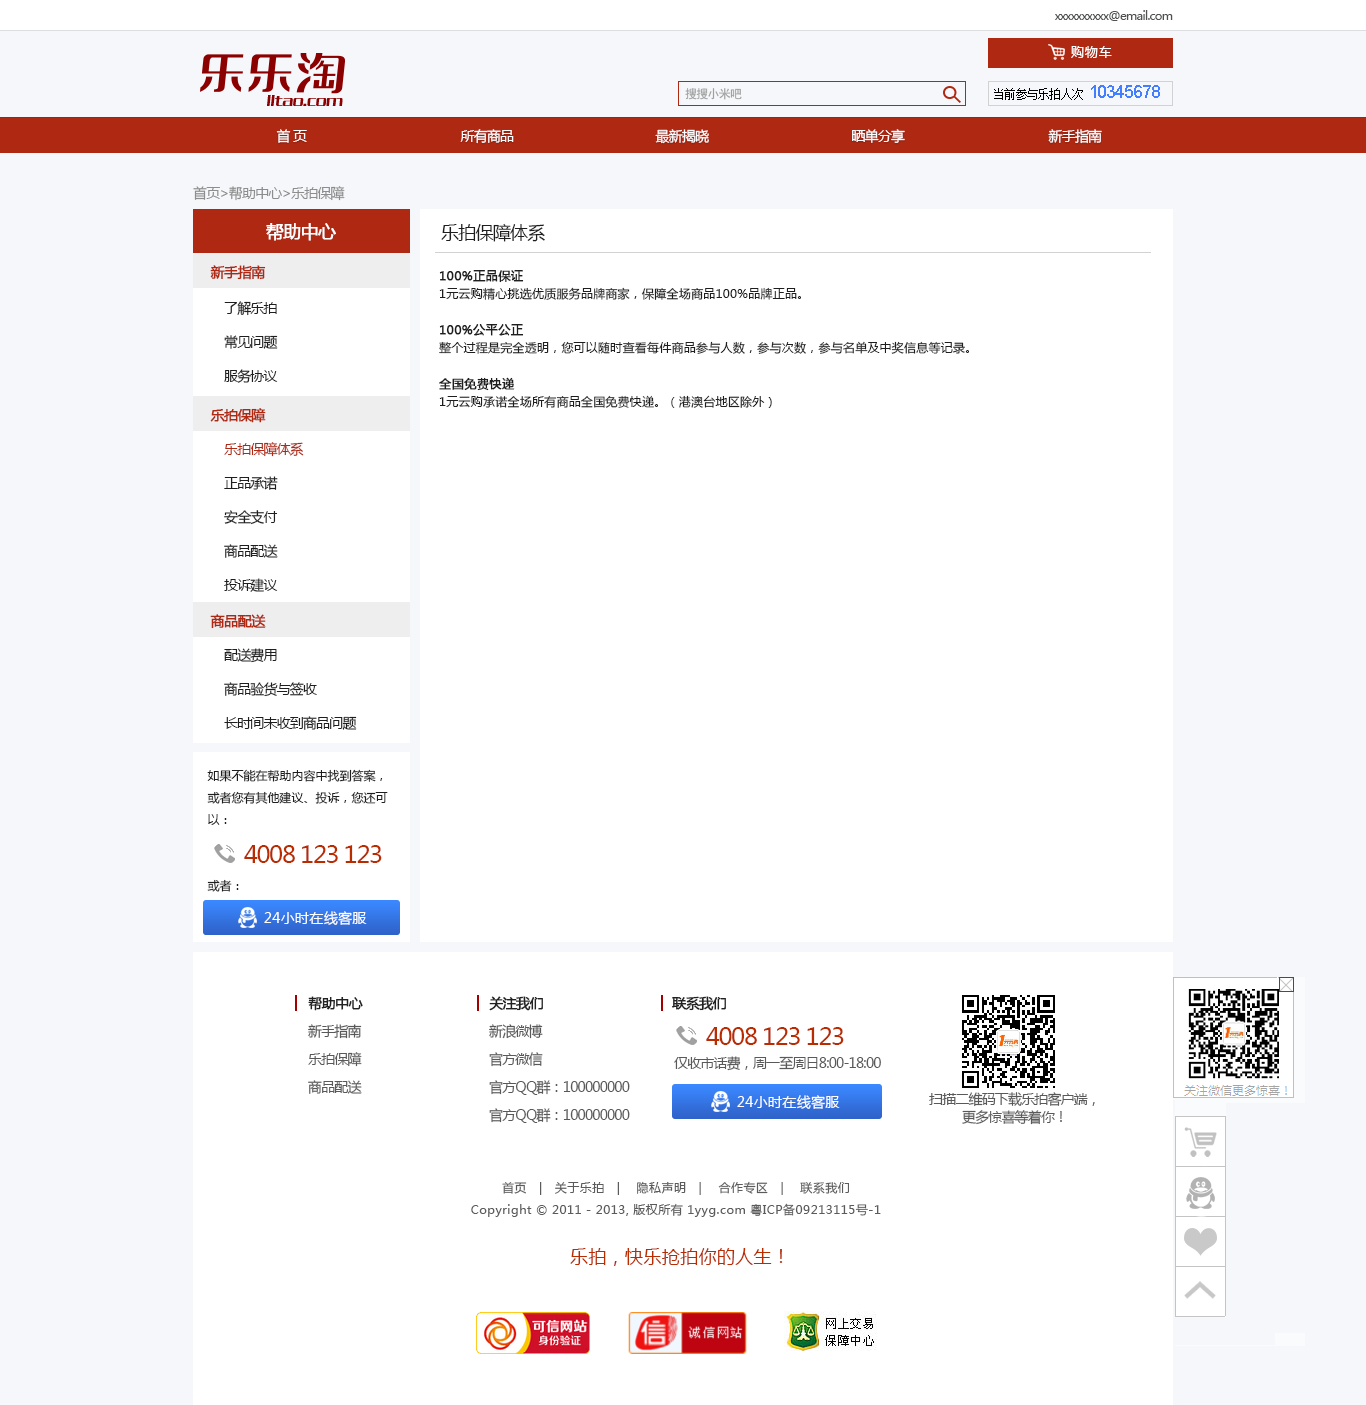 xxxxxxxxxx@email.com
乐乐淘
lltao.com
购物车
搜搜小米吧
当前参与乐拍人次 10345678
首 页 所有商品 最新揭晓 晒单分享 新手指南
首页>帮助中心>乐拍保障
帮助中心
新手指南
了解乐拍
常见问题
服务协议
乐拍保障
乐拍保障体系
正品承诺
安全支付
商品配送
投诉建议
商品配送
配送费用
商品验货与签收
长时间未收到商品问题
如果不能在帮助内容中找到答案，
或者您有其他建议、投诉，您还可
以：
4008 123 123
或者：
24小时在线客服
乐拍保障体系
100%正品保证
1元云购精心挑选优质服务品牌商家，保障全场商品100%品牌正品。
100%公平公正
整个过程是完全透明，您可以随时查看每件商品参与人数，参与次数，参与名单及中奖信息等记录。
全国免费快递
1元云购承诺全场所有商品全国免费快递。（港澳台地区除外）
帮助中心
新手指南
乐拍保障
商品配送
关注我们
新浪微博
官方微信
官方QQ群：100000000
官方QQ群：100000000
联系我们
4008 123 123
仅收市话费，周一至周日8:00-18:00
24小时在线客服
扫描二维码下载乐拍客户端，
更多惊喜等着你！
关注微信更多惊喜！
首页 | 关于乐拍 | 隐私声明 | 合作专区 | 联系我们
Copyright © 2011 - 2013, 版权所有 1yyg.com 粤ICP备09213115号-1
乐拍，快乐抢拍你的人生！
可信网站
身份验证
信
诚信网站
网上交易
保障中心